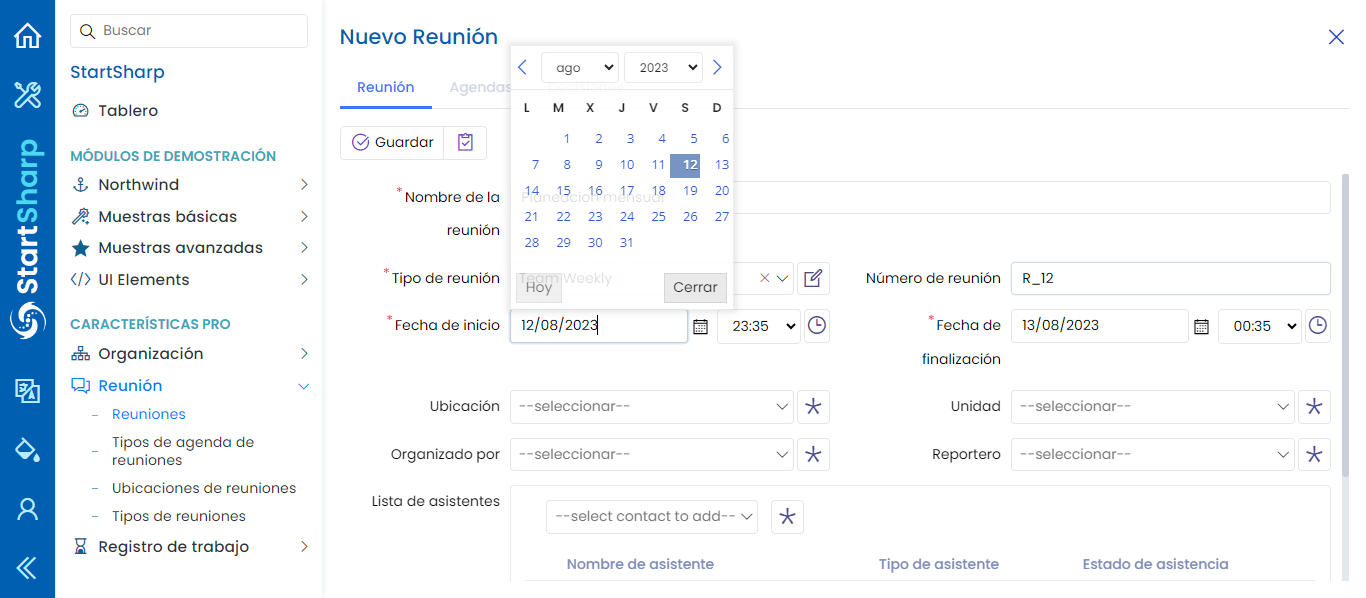 Buscar
StartSharp
Tablero
MÓDULOS DE DEMOSTRACIÓN
Northwind
Muestras básicas
Muestras avanzadas
UI Elements
CARACTERÍSTICAS PRO
Organización
Reunión
Reuniones
Tipos de agenda de
reuniones
Ubicaciones de reuniones
Tipos de reuniones
Registro de trabajo
StartSharp
Nuevo Reunión
Reunión Agendas
Guardar
ago 2023
L M X J V S D
1 2 3 4 5 6
7 8 9 10 11 12 13
14 15 16 17 18 19 20
21 22 23 24 25 26 27
28 29 30 31
Hoy Cerrar
*Nombre de la
reunión
Planeacion mensual
*Tipo de reunión Team Weekly
Número de reunión R_12
*Fecha de inicio 12/08/2023 23:35
*Fecha de
finalización
13/08/2023 00:35
Ubicación --seleccionar--
Unidad --seleccionar--
Organizado por --seleccionar--
Reportero --seleccionar--
Lista de asistentes
--select contact to add--
Nombre de asistente Tipo de asistente Estado de asistencia